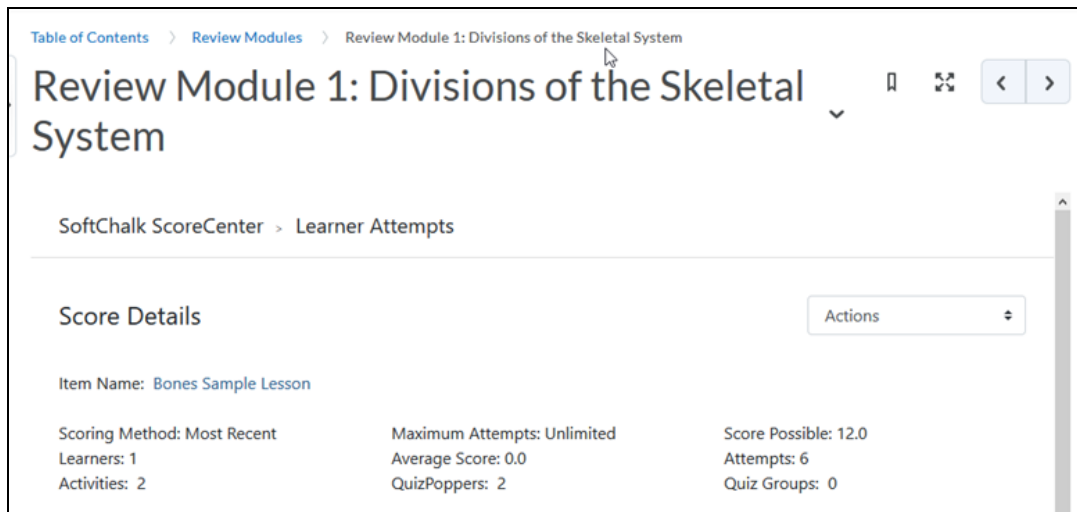 Table of Contents > Review Modules > Review Module 1: Divisions of the Skeletal System
Review Module 1: Divisions of the Skeletal
System
SoftChalk ScoreCenter > Learner Attempts
Score Details
Actions
Item Name: Bones Sample Lesson
Scoring Method: Most Recent Maximum Attempts: Unlimited Score Possible: 12.0
Learners: 1 Average Score: 0.0 Attempts: 6
Activities: 2 QuizPoppers: 2 Quiz Groups: 0